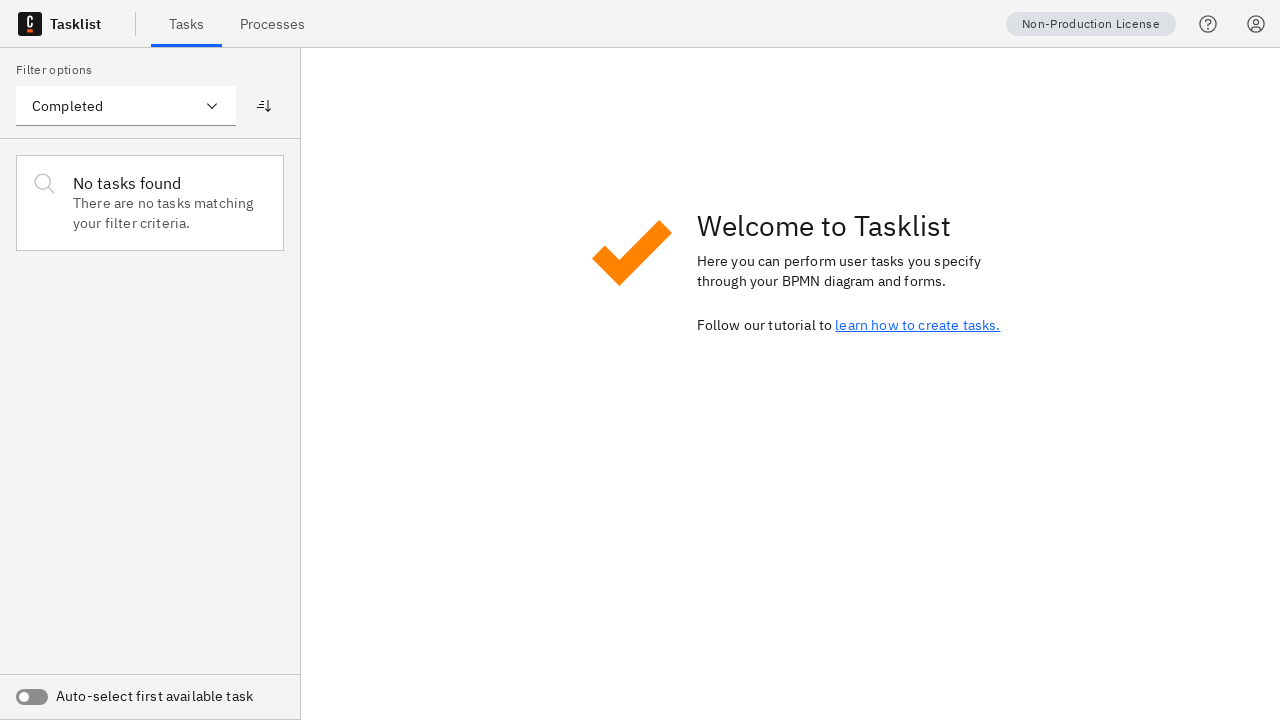 Tasklist
Tasks
Processes
Non-Production License
Filter options
Completed
No tasks found
There are no tasks matching
your filter criteria.
Welcome to Tasklist
Here you can perform user tasks you specify
through your BPMN diagram and forms.
Follow our tutorial to learn how to create tasks.
Auto-select first available task